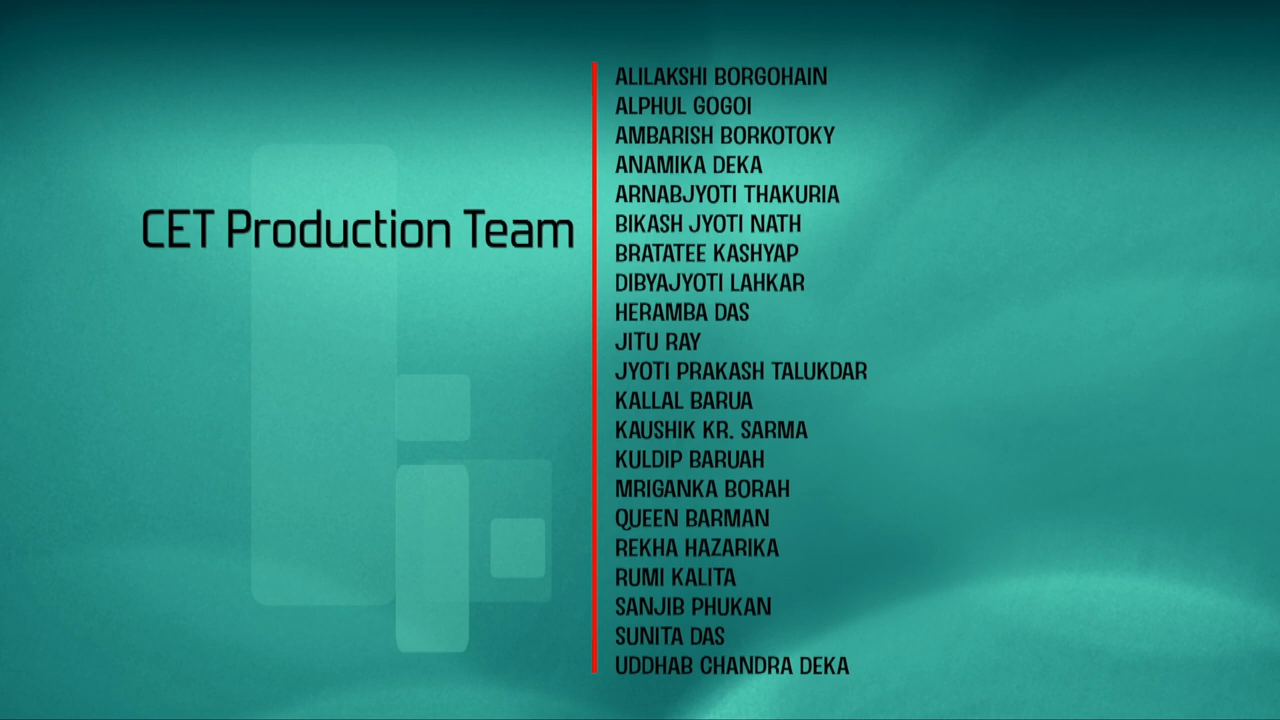 CET Production Team
ALILAKSHI BORGOHAIN
ALPHUL GOGOI
AMBARISH BORKOTOKY
ANAMIKA DEKA
ARNABJYOTI THAKURIA
BIKASH JYOTI NATH
BRATATEE KASHYAP
DIBYAJYOTI LAHKAR
HERAMBA DAS
JITU RAY
JYOTI PRAKASH TALUKDAR
KALLAL BARUA
KAUSHIK KR. SARMA
KULDIP BARUAH
MRIGANKA BORAH
QUEEN BARMAN
REKHA HAZARIKA
RUMI KALITA
SANJIB PHUKAN
SUNITA DAS
UDDHAB CHANDRA DEKA